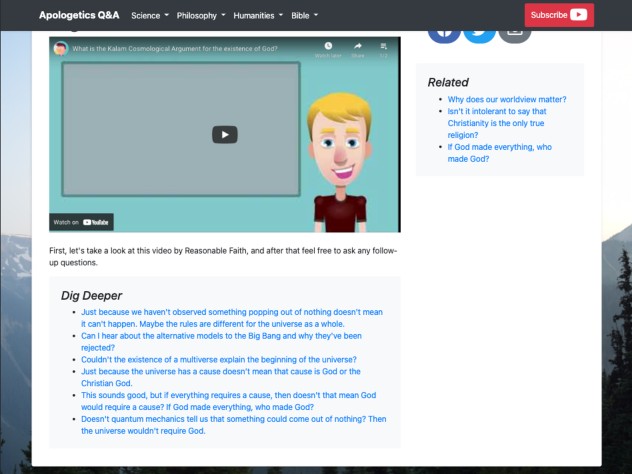 Apologetics Q&A
Science Philosophy Humanities Bible
Subscribe
What is the Kalam Cosmological Argument for the existence of God?
Watch later
Share
Watch on YouTube
First, let's take a look at this video by Reasonable Faith, and after that feel free to ask any follow-
up questions.
Dig Deeper
Just because we haven't observed something popping out of nothing doesn't mean
it can't happen. Maybe the rules are different for the universe as a whole.
Can I hear about the alternative models to the Big Bang and why they've been
rejected?
Couldn't the existence of a multiverse explain the beginning of the universe?
Just because the universe has a cause doesn't mean that cause is God or the
Christian God.
This sounds good, but if everything requires a cause, then doesn't that mean God
would require a cause? If God made everything, who made God?
Doesn't quantum mechanics tell us that something could come out of nothing? Then
the universe wouldn't require God.
Related
Why does our worldview matter?
Isn't it intolerant to say that
Christianity is the only true
religion?
If God made everything, who
made God?